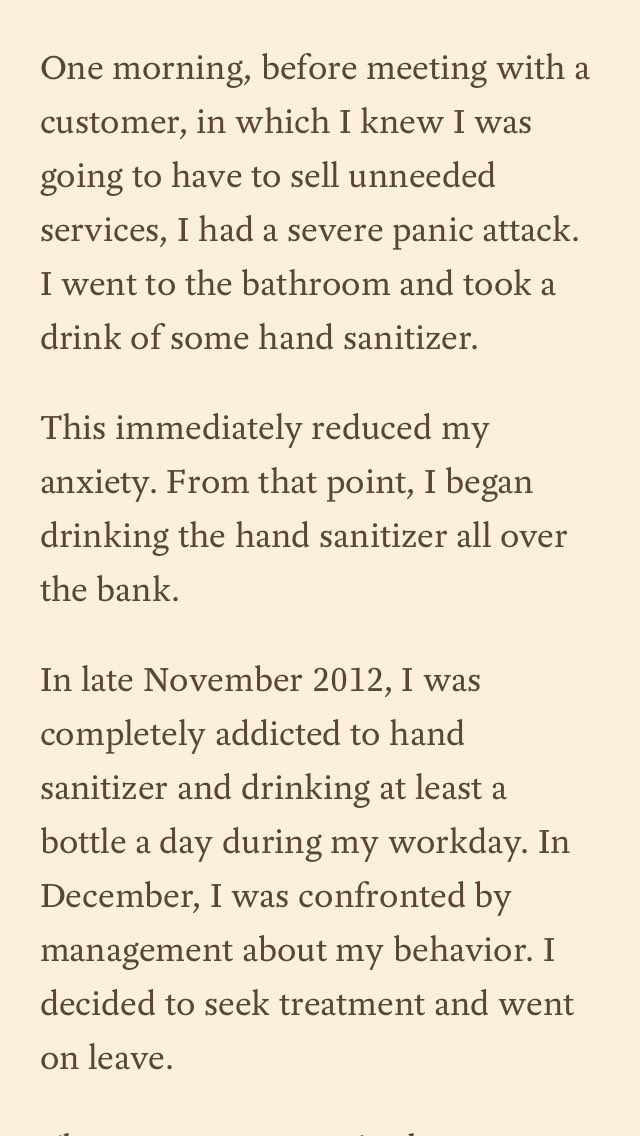 One morning, before meeting with a
customer, in which I knew I was
going to have to sell unneeded
services, I had a severe panic attack.
I went to the bathroom and took a
drink of some hand sanitizer.
This immediately reduced my
anxiety. From that point, I began
drinking the hand sanitizer all over
the bank.
In late November 2012, I was
completely addicted to hand
sanitizer and drinking at least a
bottle a day during my workday. In
December, I was confronted by
management about my behavior. I
decided to seek treatment and went
on leave.